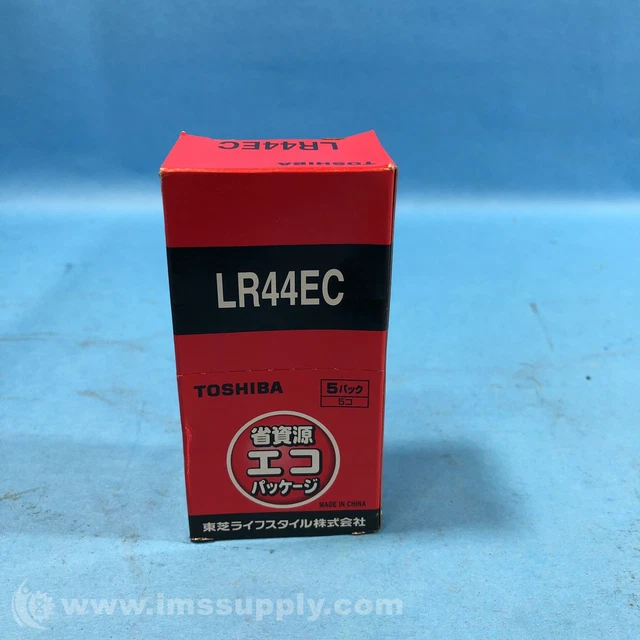 LR44EC
TOSHIBA
LR44EC
TOSHIBA
5パック
5コ
省資源
エコ
パッケージ
MADE IN CHINA
東芝ライフスタイル株式会社
www.imssupply.com